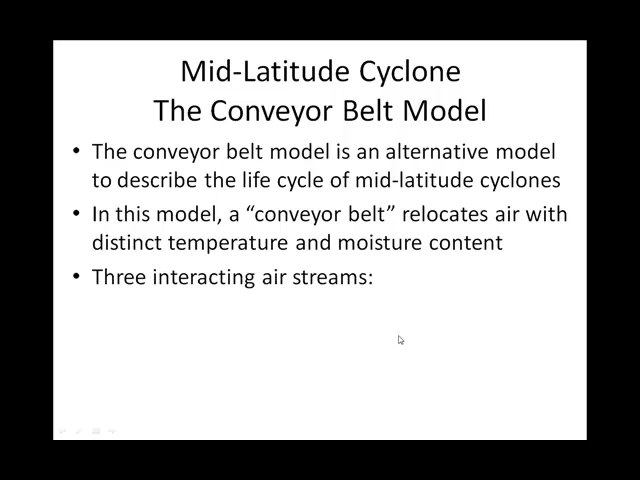 Mid-Latitude Cyclone
The Conveyor Belt Model
• The conveyor belt model is an alternative model
to describe the life cycle of mid-latitude cyclones
• In this model, a “conveyor belt” relocates air with
distinct temperature and moisture content
• Three interacting air streams: